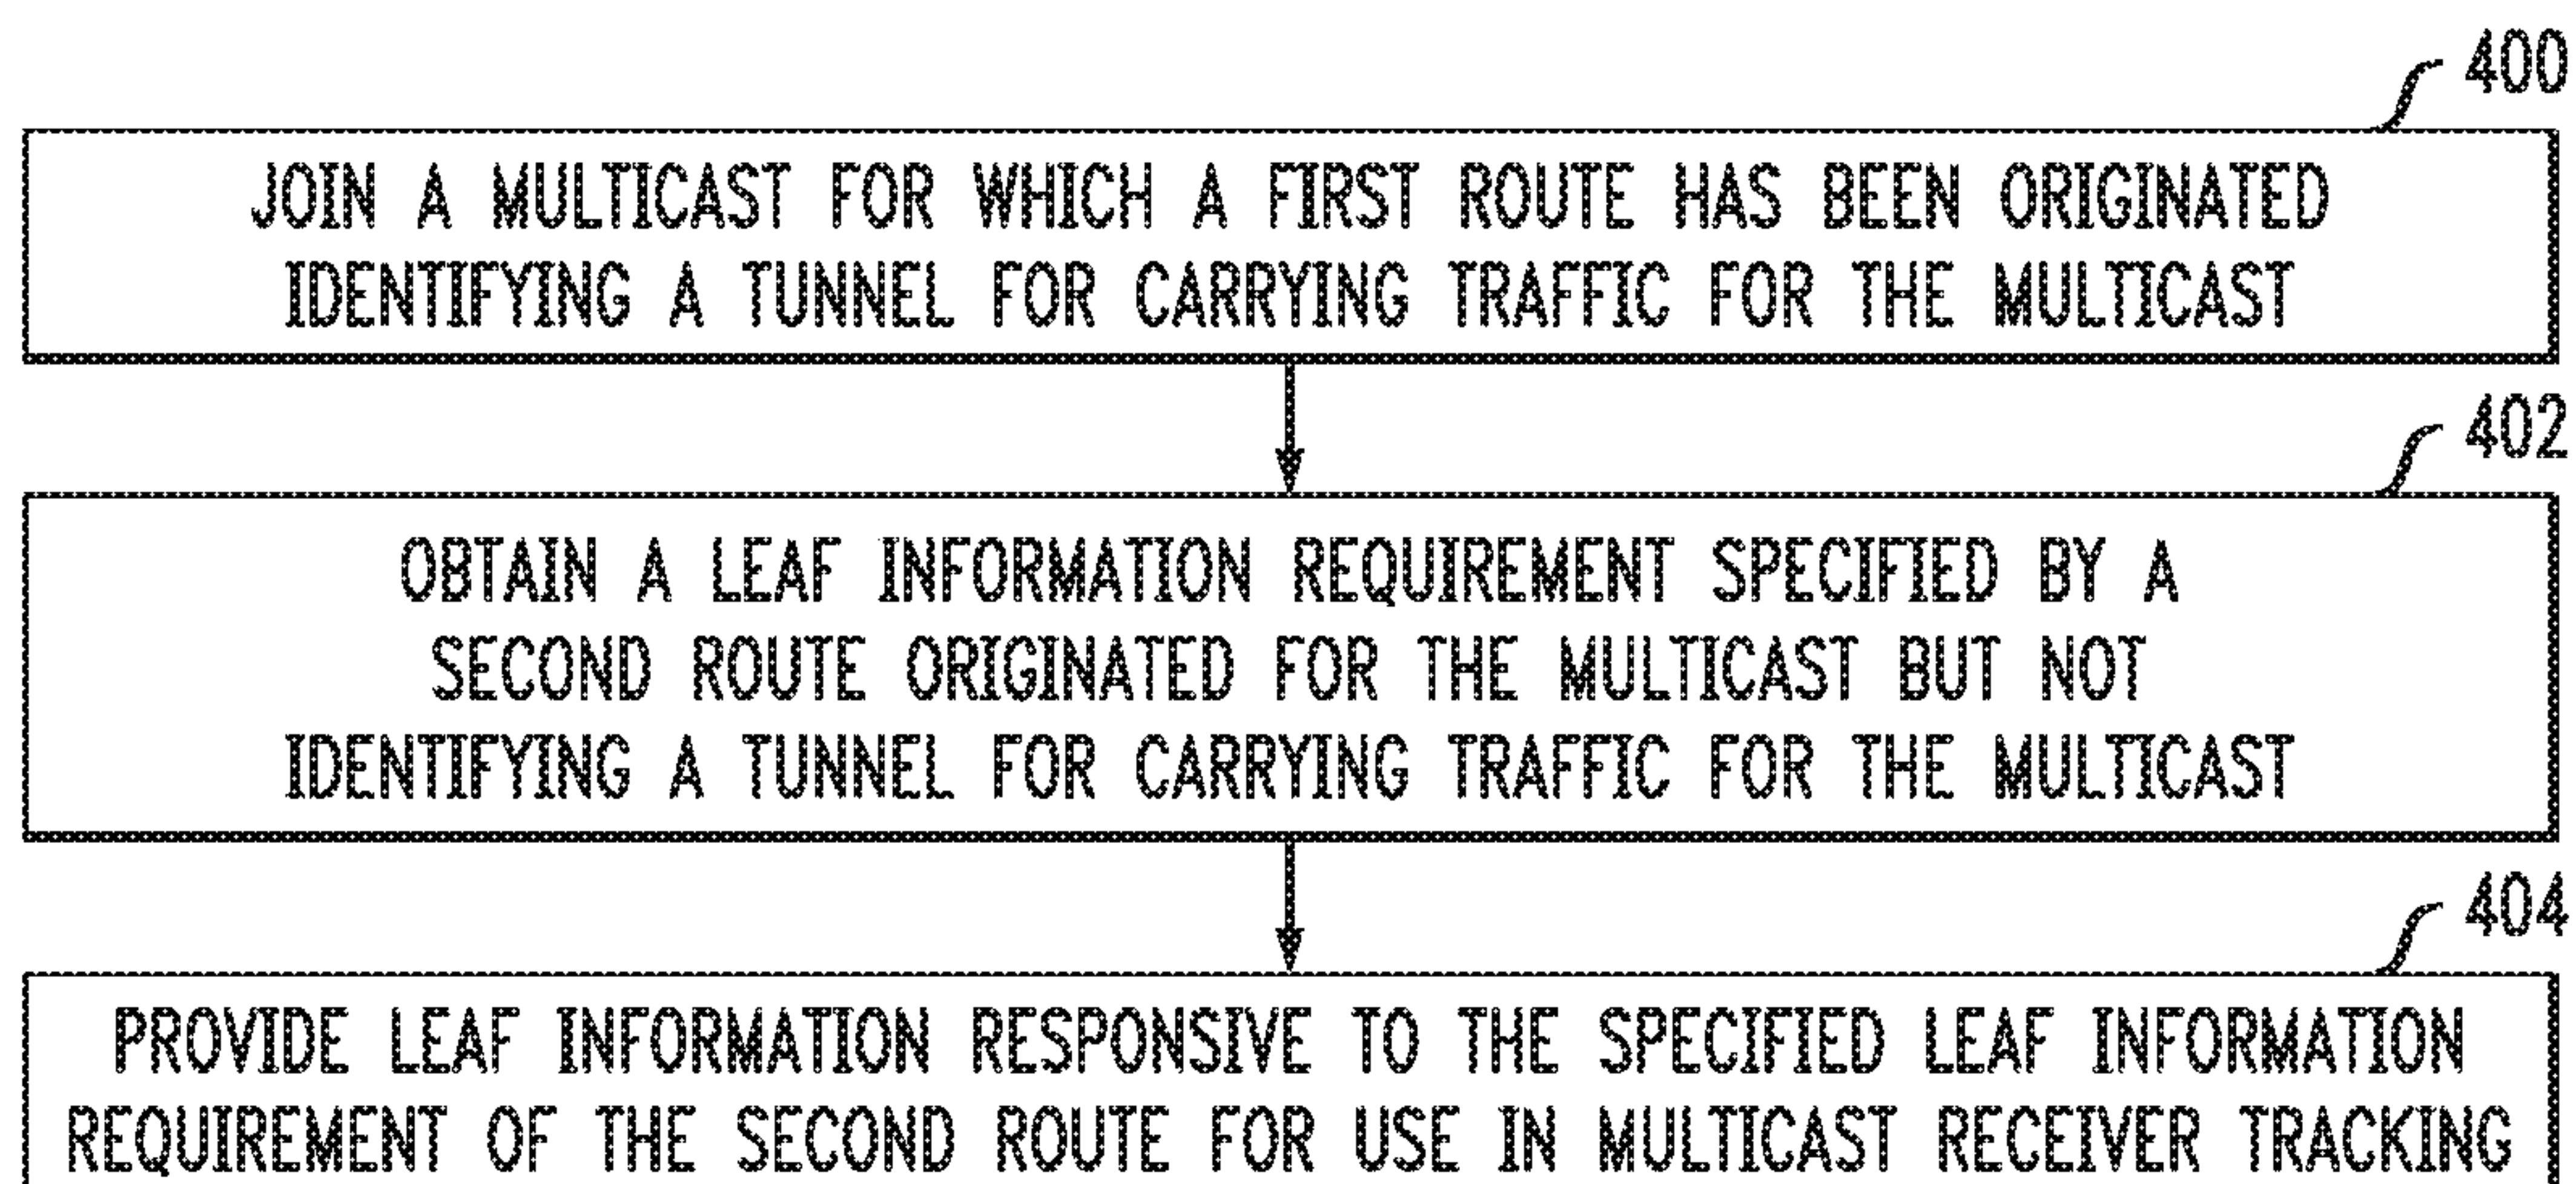 400
JOIN A MULTICAST FOR WHICH A FIRST ROUTE HAS BEEN ORIGINATED
IDENTIFYING A TUNNEL FOR CARRYING TRAFFIC FOR THE MULTICAST
402
OBTAIN A LEAF INFORMATION REQUIREMENT SPECIFIED BY A
SECOND ROUTE ORIGINATED FOR THE MULTICAST BUT NOT
IDENTIFYING A TUNNEL FOR CARRYING TRAFFIC FOR THE MULTICAST
404
PROVIDE LEAF INFORMATION RESPONSIVE TO THE SPECIFIED LEAF INFORMATION
REQUIREMENT OF THE SECOND ROUTE FOR USE IN MULTICAST RECEIVER TRACKING